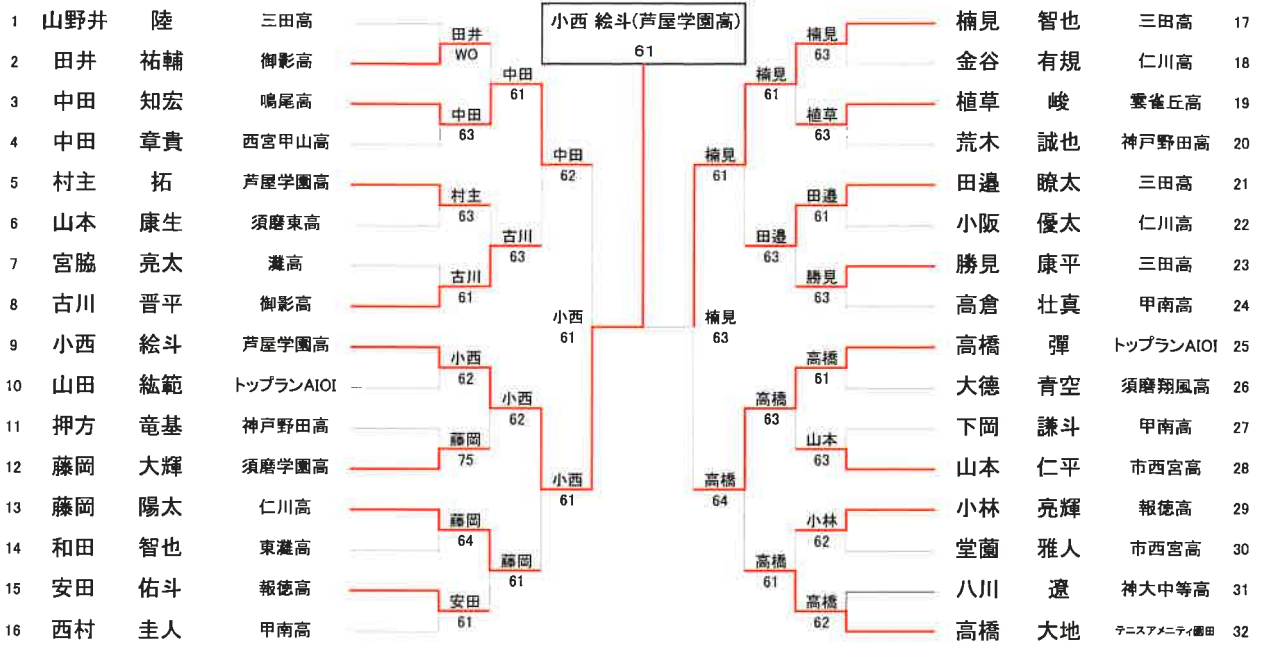 小西 絵斗(芦屋学園高)
61
1 山野井 陸 三田高
2 田井 祐輔 御影高
3 中田 知宏 鳴尾高
4 中田 章貴 西宮甲山高
5 村主 拓 芦屋学園高
6 山本 康生 須磨東高
7 宮脇 亮太 灘高
8 古川 晋平 御影高
9 小西 絵斗 芦屋学園高
10 山田 紘範 トップランAIOI
11 押方 竜基 神戸野田高
12 藤岡 大輝 須磨学園高
13 藤岡 陽太 仁川高
14 和田 智也 東灘高
15 安田 佑斗 報徳高
16 西村 圭人 甲南高
田井
WO
中田
63
村主
63
古川
61
小西
62
藤岡
75
藤岡
64
安田
61
中田
61
古川
63
小西
62
藤岡
61
中田
62
小西
61
小西
61
楠見
63
楠見
61
高橋
64
楠見
61
田邉
63
高橋
63
高橋
61
楠見
63
植草
63
田邉
61
勝見
63
高橋
61
山本
63
小林
62
高橋
62
楠見 智也 三田高 17
金谷 有規 仁川高 18
植草 峻 雲雀丘高 19
荒木 誠也 神戸野田高 20
田邉 瞭太 三田高 21
小阪 優太 仁川高 22
勝見 康平 三田高 23
高倉 壮真 甲南高 24
高橋 彈 トップランAIOI 25
大德 青空 須磨翔風高 26
下岡 謙斗 甲南高 27
山本 仁平 市西宮高 28
小林 亮輝 報徳高 29
堂薗 雅人 市西宮高 30
八川 遼 神大中等高 31
高橋 大地 テニスアメニティ園田 32